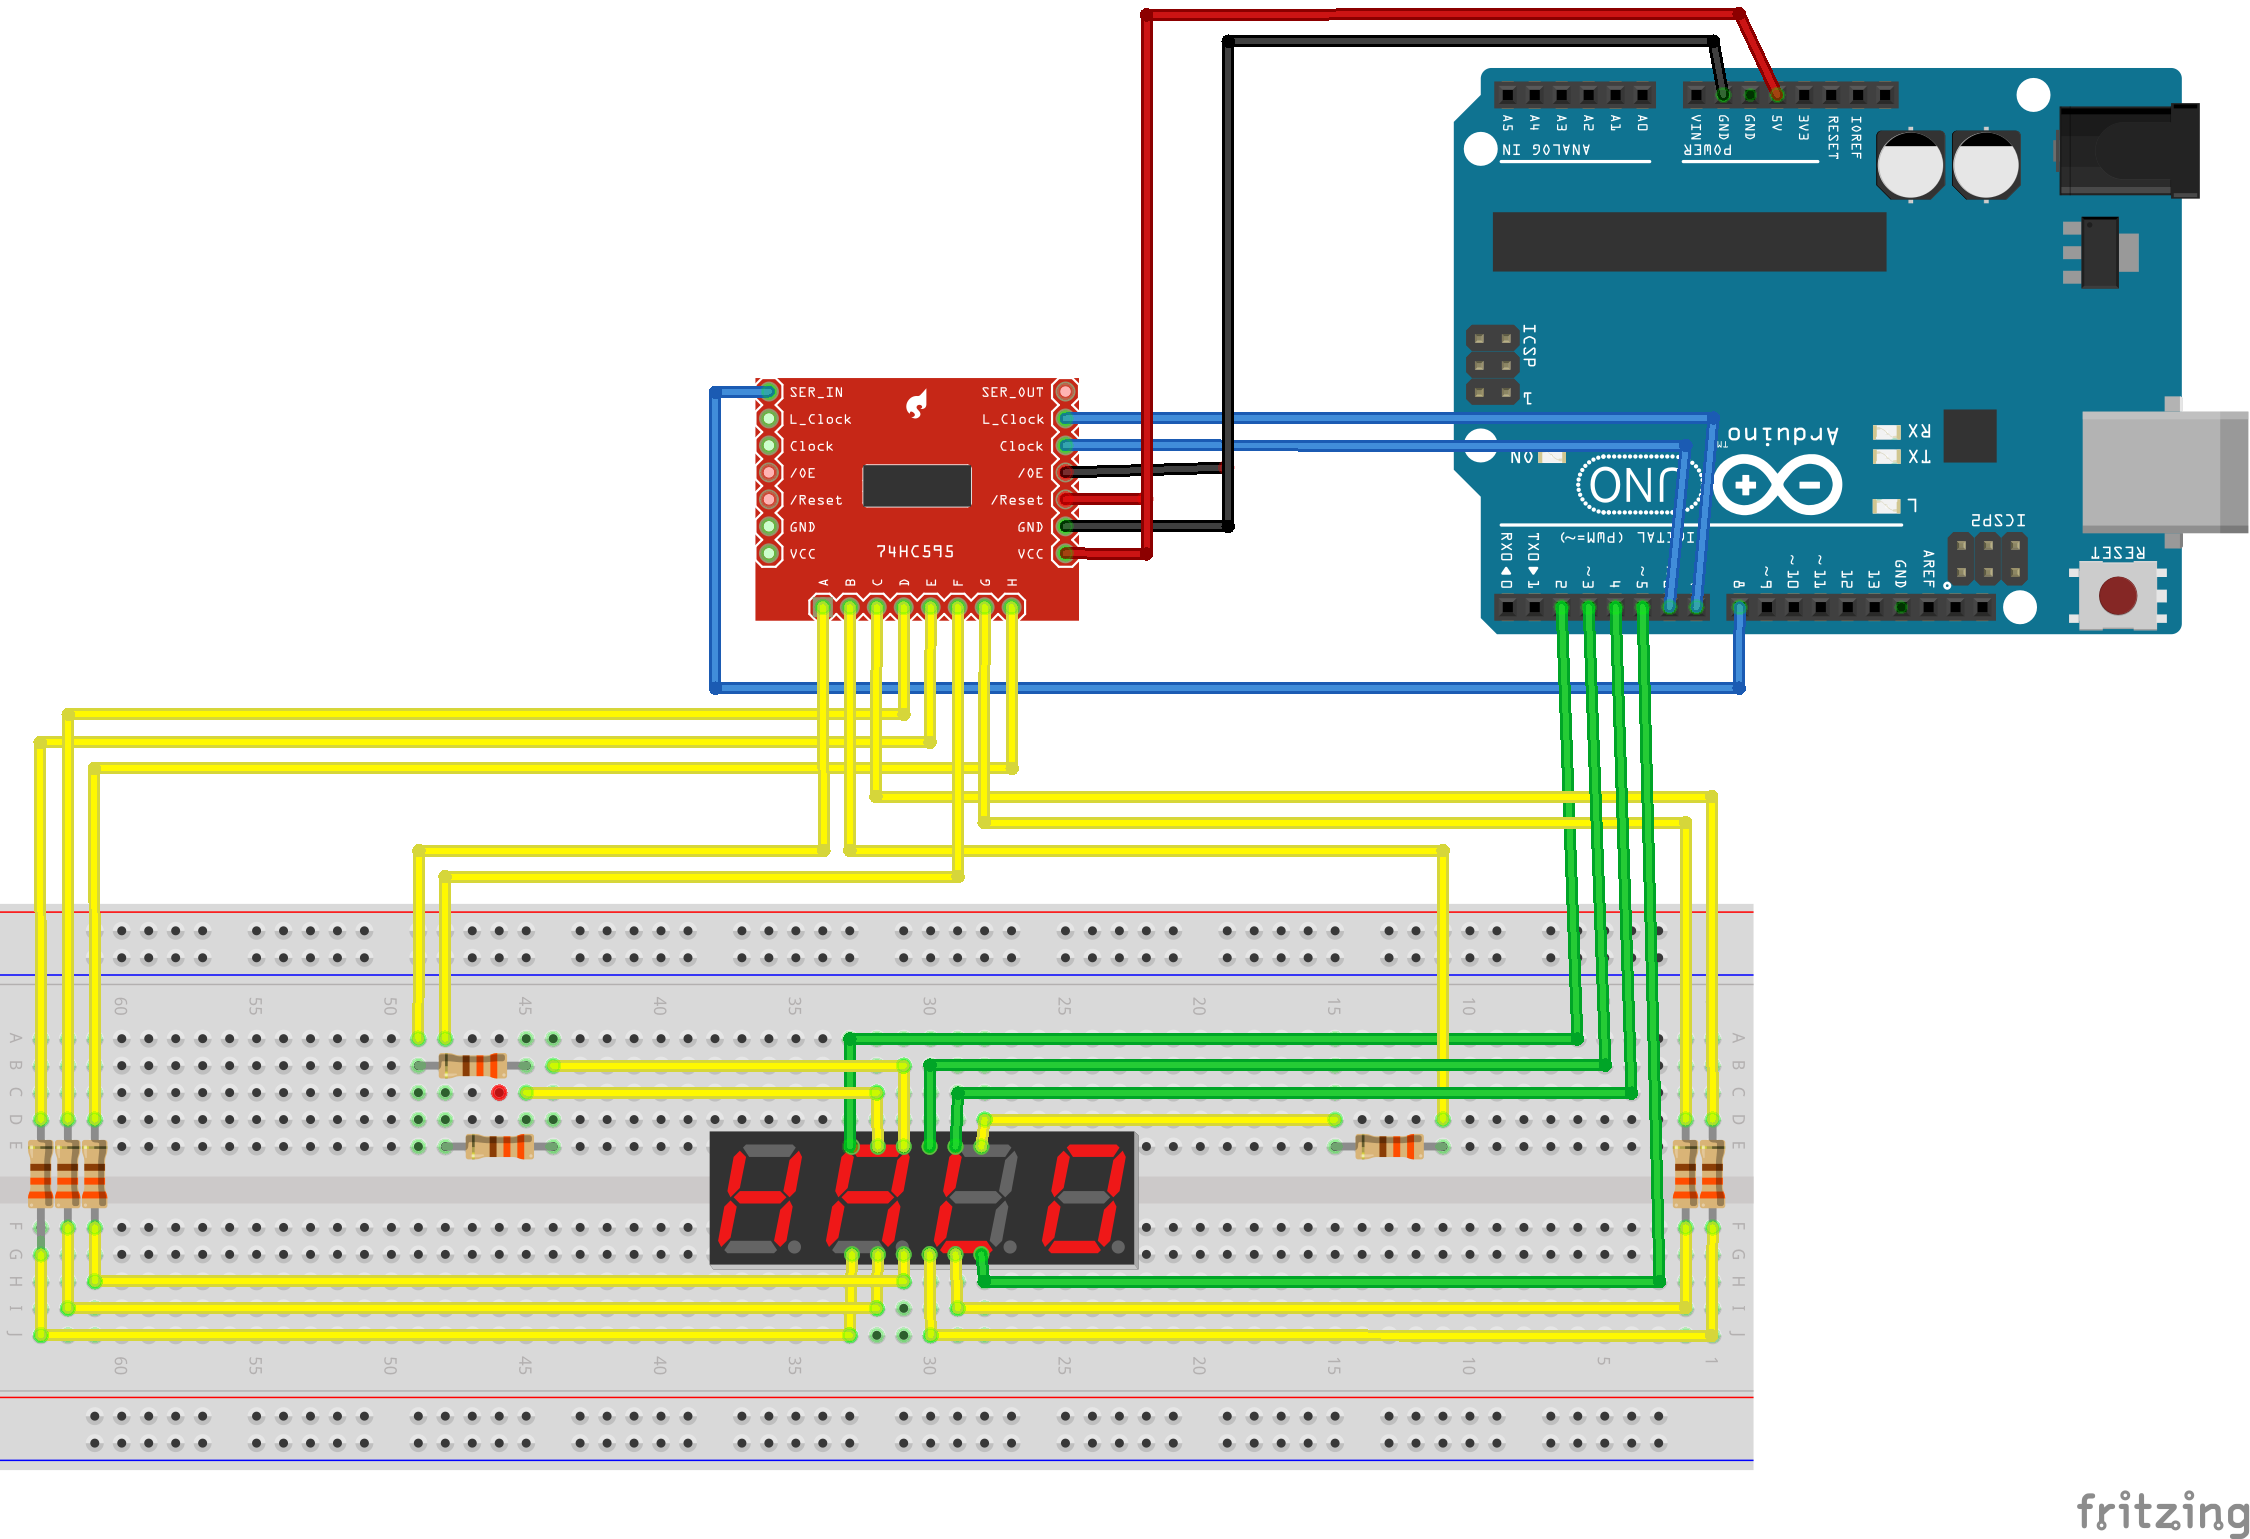 A5 A4 A3 A2 A1 A0
VIN GND GND 5V 3V3 RESET IOREF
ANALOG IN
POWER
ICSP
1
SER_IN SER_OUT
L_Clock L_Clock
Clock Clock
/OE /OE
/Reset /Reset
GND GND
VCC VCC
74HC595
A B C D E F G H
Arduino
TM
RX
TX
ON
UNO
L
ICSP2
DIGITAL (PWM=~)
RESET
RX0 0
TX0 1
2 ~3 4 ~5
8 ~9 ~10 ~11 12 13 GND AREF
60 55 50 45 40 35 30 25 20 15 10
A A
B B
C C
D D
E E
F F
G G
H H
I I
J J
60 55 50 45 40 35 30 25 20 15 10 5 1
fritzing